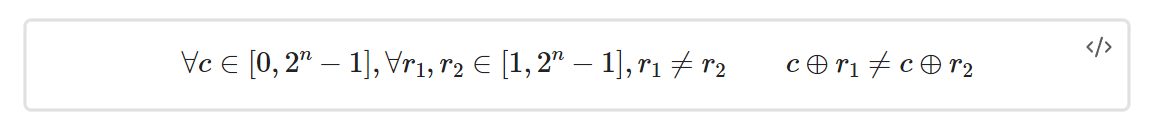 ∀c ∈ [0, 2ⁿ − 1], ∀r₁, r₂ ∈ [1, 2ⁿ − 1], r₁ ≠ r₂  c ⊕ r₁ ≠ c ⊕ r₂